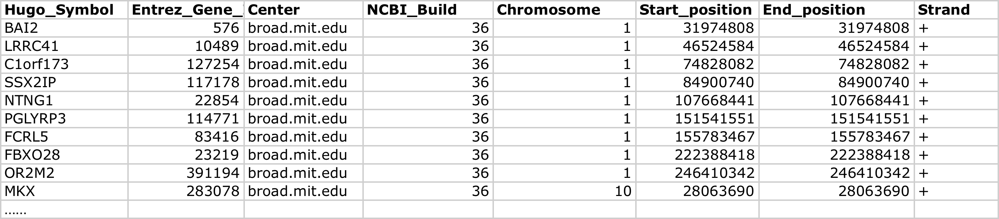 Hugo_Symbol Entrez_Gene_ Center NCBI_Build Chromosome Start_position End_position Strand
BAI2 576 broad.mit.edu 36 1 31974808 31974808 +
LRRC41 10489 broad.mit.edu 36 1 46524584 46524584 +
C1orf173 127254 broad.mit.edu 36 1 74828082 74828082 +
SSX2IP 117178 broad.mit.edu 36 1 84900740 84900740 +
NTNG1 22854 broad.mit.edu 36 1 107668441 107668441 +
PGLYRP3 114771 broad.mit.edu 36 1 151541551 151541551 +
FCRL5 83416 broad.mit.edu 36 1 155783467 155783467 +
FBXO28 23219 broad.mit.edu 36 1 222388418 222388418 +
OR2M2 391194 broad.mit.edu 36 1 246410342 246410342 +
MKX 283078 broad.mit.edu 36 10 28063690 28063690 +
......